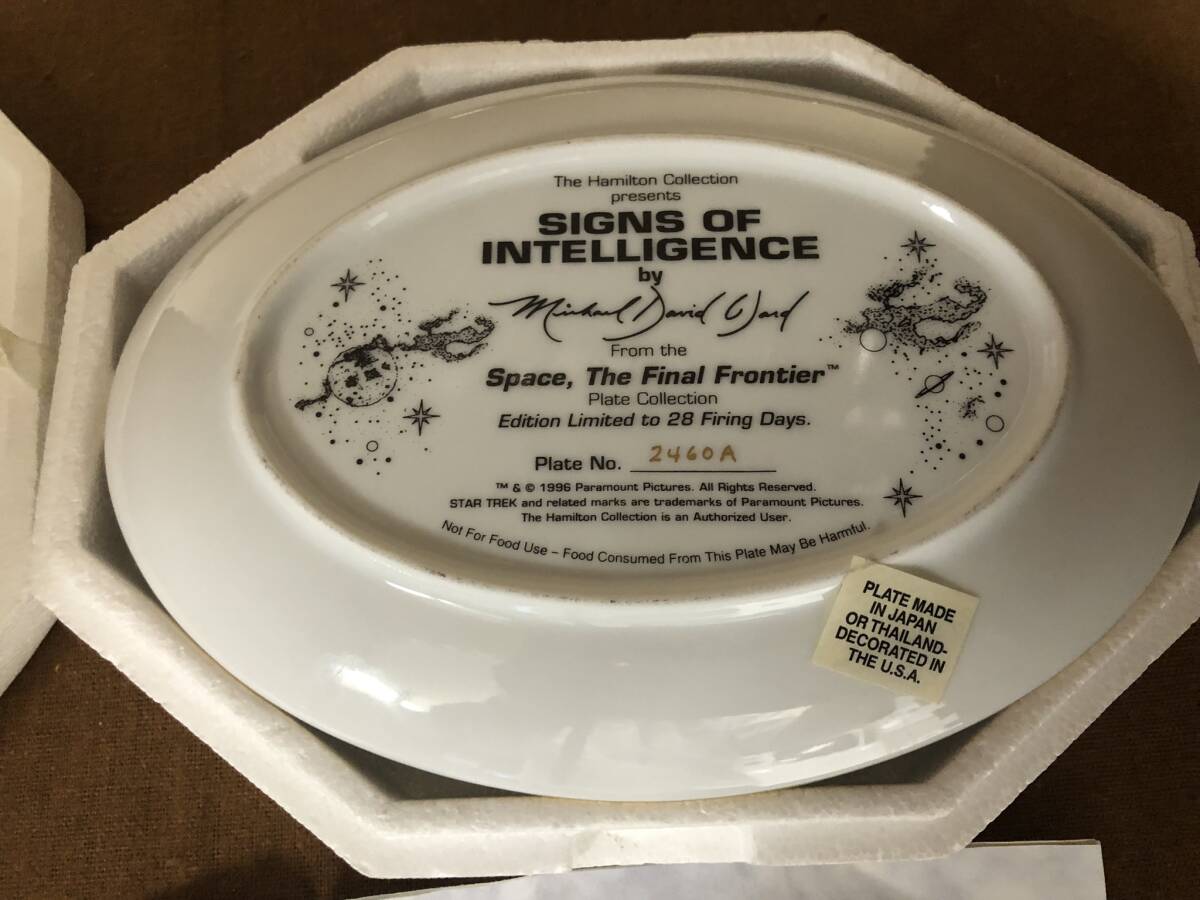 The Hamilton Collection
presents
SIGNS OF
INTELLIGENCE
by
Michael David Ward
From the
Space, The Final Frontier™
Plate Collection
Edition Limited to 28 Firing Days.
Plate No. 2460A
™ & © 1996 Paramount Pictures. All Rights Reserved.
STAR TREK and related marks are trademarks of Paramount Pictures.
The Hamilton Collection is an Authorized User.
Not For Food Use – Food Consumed From This Plate May Be Harmful.
PLATE MADE
IN JAPAN
OR THAILAND-
DECORATED IN
THE U.S.A.